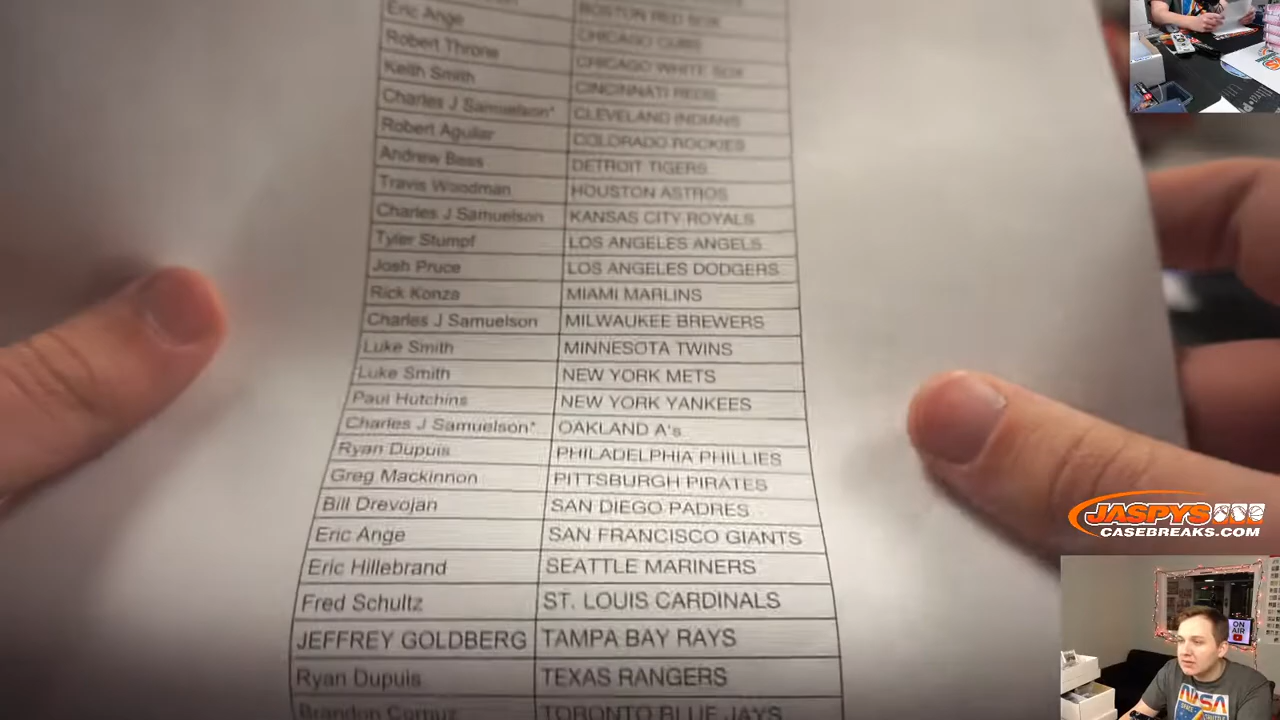 Eric Ange BOSTON RED SOX
Robert Throne CHICAGO CUBS
Keith Smith CHICAGO WHITE SOX
CINCINNATI REDS
Charles J Samuelson* CLEVELAND INDIANS
Robert Aguilar COLORADO ROCKIES
Andrew Bess DETROIT TIGERS
Travis Woodman HOUSTON ASTROS
Charles J Samuelson KANSAS CITY ROYALS
Tyler Stumpf LOS ANGELES ANGELS
Josh Pruce LOS ANGELES DODGERS
Rick Konza MIAMI MARLINS
Charles J Samuelson MILWAUKEE BREWERS
Luke Smith MINNESOTA TWINS
Luke Smith NEW YORK METS
Paul Hutchins NEW YORK YANKEES
Charles J Samuelson* OAKLAND A's
Ryan Dupuis PHILADELPHIA PHILLIES
Greg Mackinnon PITTSBURGH PIRATES
Bill Drevojan SAN DIEGO PADRES
Eric Ange SAN FRANCISCO GIANTS
Eric Hillebrand SEATTLE MARINERS
Fred Schultz ST. LOUIS CARDINALS
JEFFREY GOLDBERG TAMPA BAY RAYS
Ryan Dupuis TEXAS RANGERS
Brandon TORONTO BLUE JAYS
JASPYS
CASEBREAKS.COM
ON AIR
NASA